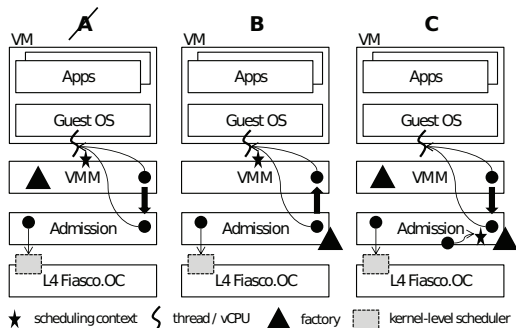 A
VM
Apps
Guest OS
VMM
Admission
L4 Fiasco.OC
B
VM
Apps
Guest OS
VMM
Admission
L4 Fiasco.OC
C
VM
Apps
Guest OS
VMM
Admission
L4 Fiasco.OC
scheduling context
thread / vCPU
factory
kernel-level scheduler